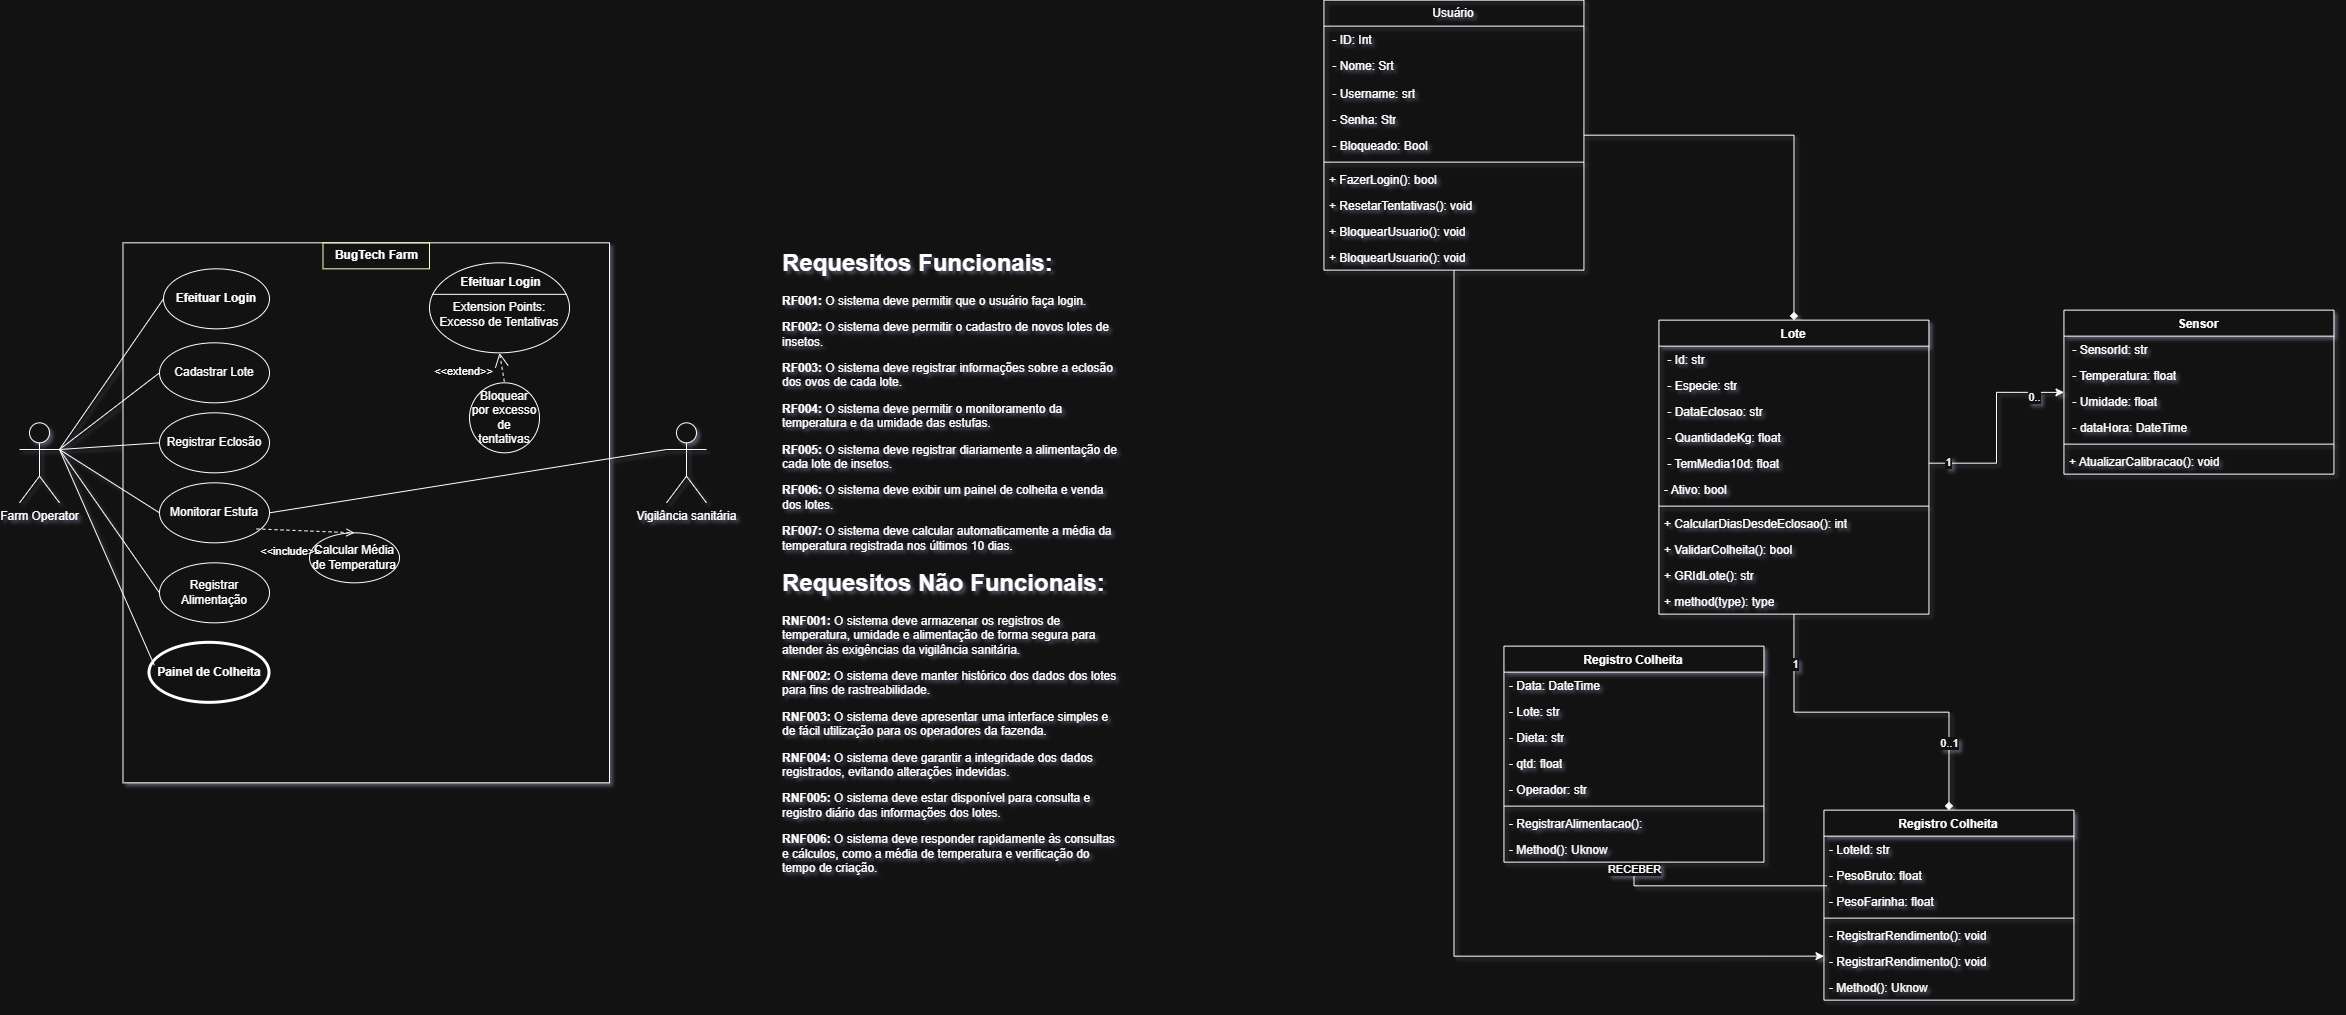 BugTech Farm
Efeituar Login
Cadastrar Lote
Registrar Eclosão
Monitorar Estufa
<<include>>
Calcular Média
de Temperatura
Registrar
Alimentação
Painel de Colheita
Efeituar Login
Extension Points:
Excesso de Tentativas
<<extend>>
Bloquear
por excesso
de
tentativas
Farm Operator
Vigilância sanitária
Requesitos Funcionais:
RF001: O sistema deve permitir que o usuário faça login.
RF002: O sistema deve permitir o cadastro de novos lotes de
insetos.
RF003: O sistema deve registrar informações sobre a eclosão
dos ovos de cada lote.
RF004: O sistema deve permitir o monitoramento da
temperatura e da umidade das estufas.
RF005: O sistema deve registrar diariamente a alimentação de
cada lote de insetos.
RF006: O sistema deve exibir um painel de colheita e venda
dos lotes.
RF007: O sistema deve calcular automaticamente a média da
temperatura registrada nos últimos 10 dias.
Requesitos Não Funcionais:
RNF001: O sistema deve armazenar os registros de
temperatura, umidade e alimentação de forma segura para
atender às exigências da vigilância sanitária.
RNF002: O sistema deve manter histórico dos dados dos lotes
para fins de rastreabilidade.
RNF003: O sistema deve apresentar uma interface simples e
de fácil utilização para os operadores da fazenda.
RNF004: O sistema deve garantir a integridade dos dados
registrados, evitando alterações indevidas.
RNF005: O sistema deve estar disponível para consulta e
registro diário das informações dos lotes.
RNF006: O sistema deve responder rapidamente às consultas
e cálculos, como a média de temperatura e verificação do
tempo de criação.
Usuário
- ID: Int
- Nome: Srt
- Username: srt
- Senha: Str
- Bloqueado: Bool
+ FazerLogin(): bool
+ ResetarTentativas(): void
+ BloquearUsuario(): void
+ BloquearUsuario(): void
Lote
- Id: str
- Especie: str
- DataEclosao: str
- QuantidadeKg: float
- TemMedia10d: float
- Ativo: bool
+ CalcularDiasDesdeEclosao(): int
+ ValidarColheita(): bool
+ GRIdLote(): str
+ method(type): type
1
0..
Sensor
- SensorId: str
- Temperatura: float
- Umidade: float
- dataHora: DateTime
+ AtualizarCalibracao(): void
1
0..1
Registro Colheita
- Data: DateTime
- Lote: str
- Dieta: str
- qtd: float
- Operador: str
- RegistrarAlimentacao():
- Method(): Uknow
RECEBER
Registro Colheita
- LoteId: str
- PesoBruto: float
- PesoFarinha: float
- RegistrarRendimento(): void
- RegistrarRendimento(): void
- Method(): Uknow